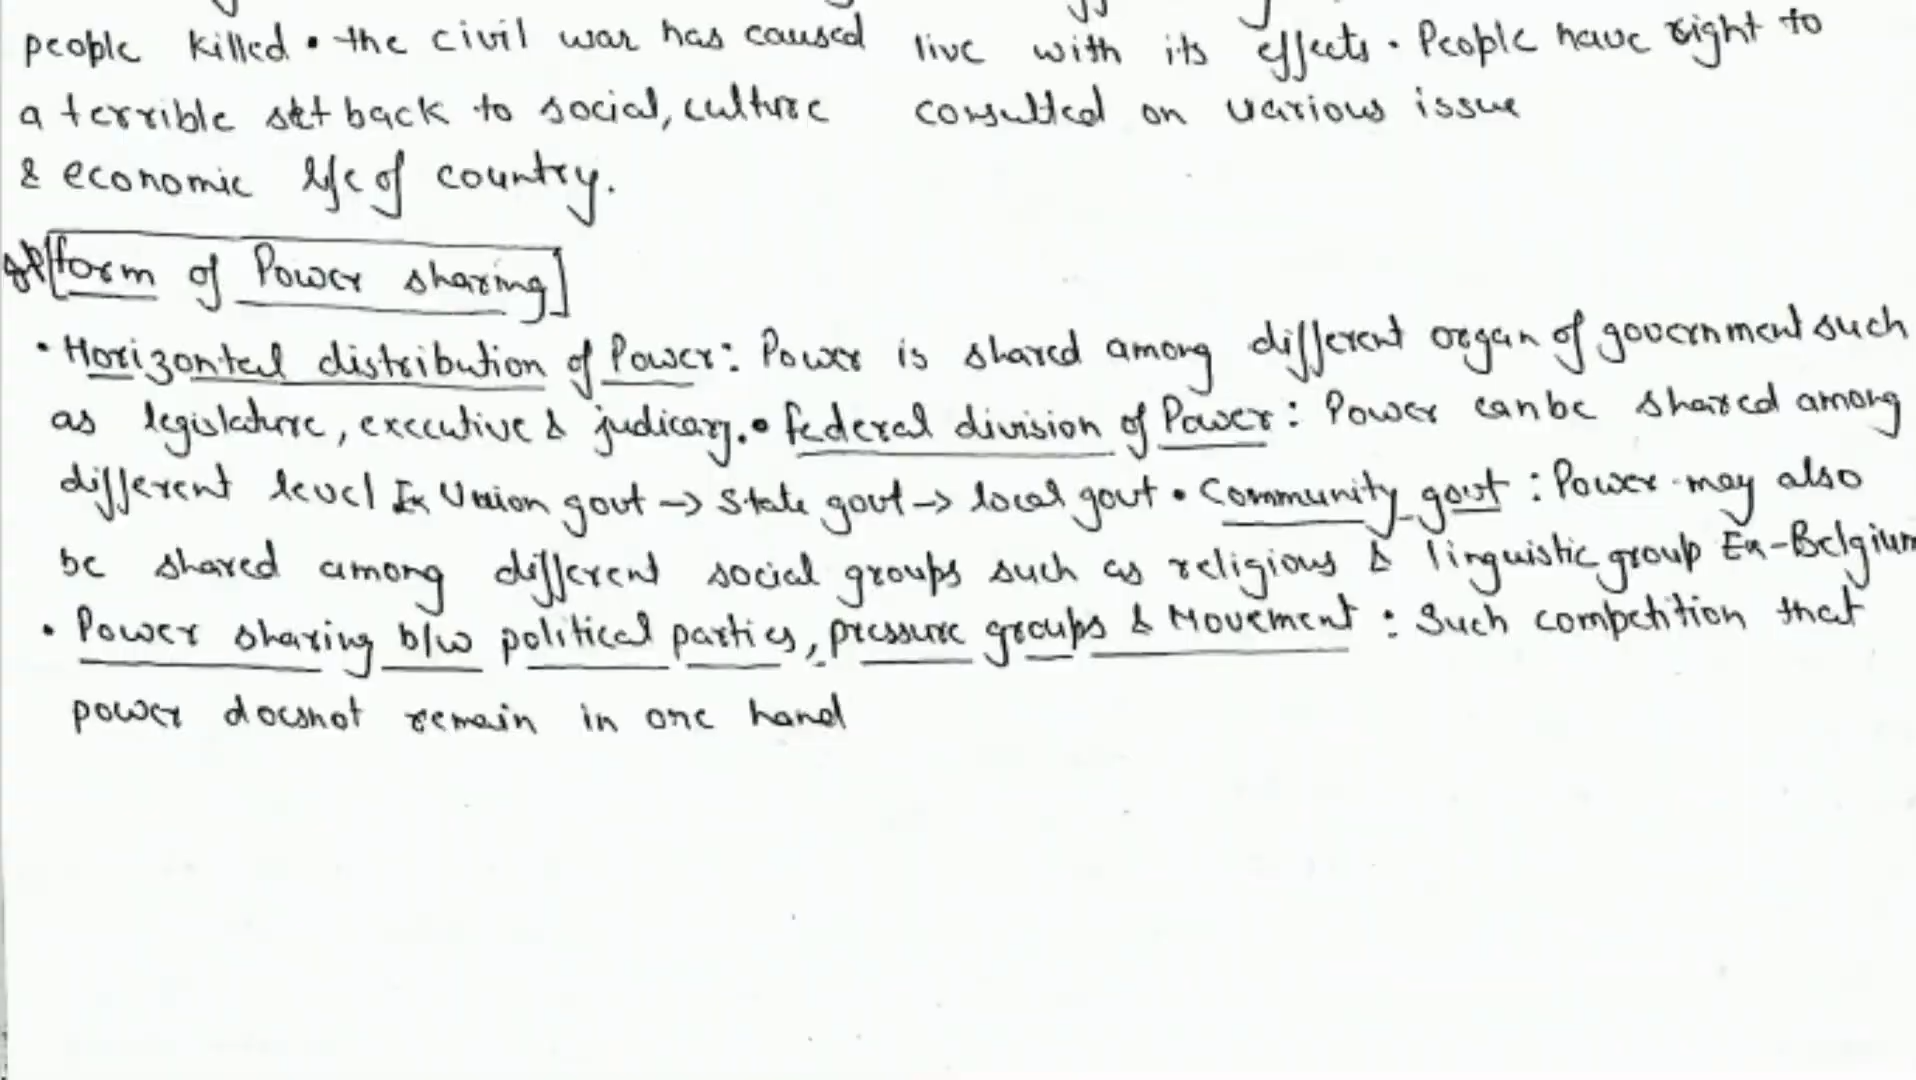 people killed • the civil war has caused
a terrible set back to social, culture
& economic life of country.
live with its effects • People have right to
consulted on various issue
form of Power sharing
• Horizontal distribution of Power: Power is shared among different organ of government such
as legislature, executive & judicary. • federal division of Power: Power canbe shared among
different level Ex Union govt → State govt → local govt • Community govt : Power may also
be shared among different social groups such as religious & linguistic group Ex-Belgium
• Power sharing b/w political parties, pressure groups & Movement : Such competition that
power doesnot remain in one hand